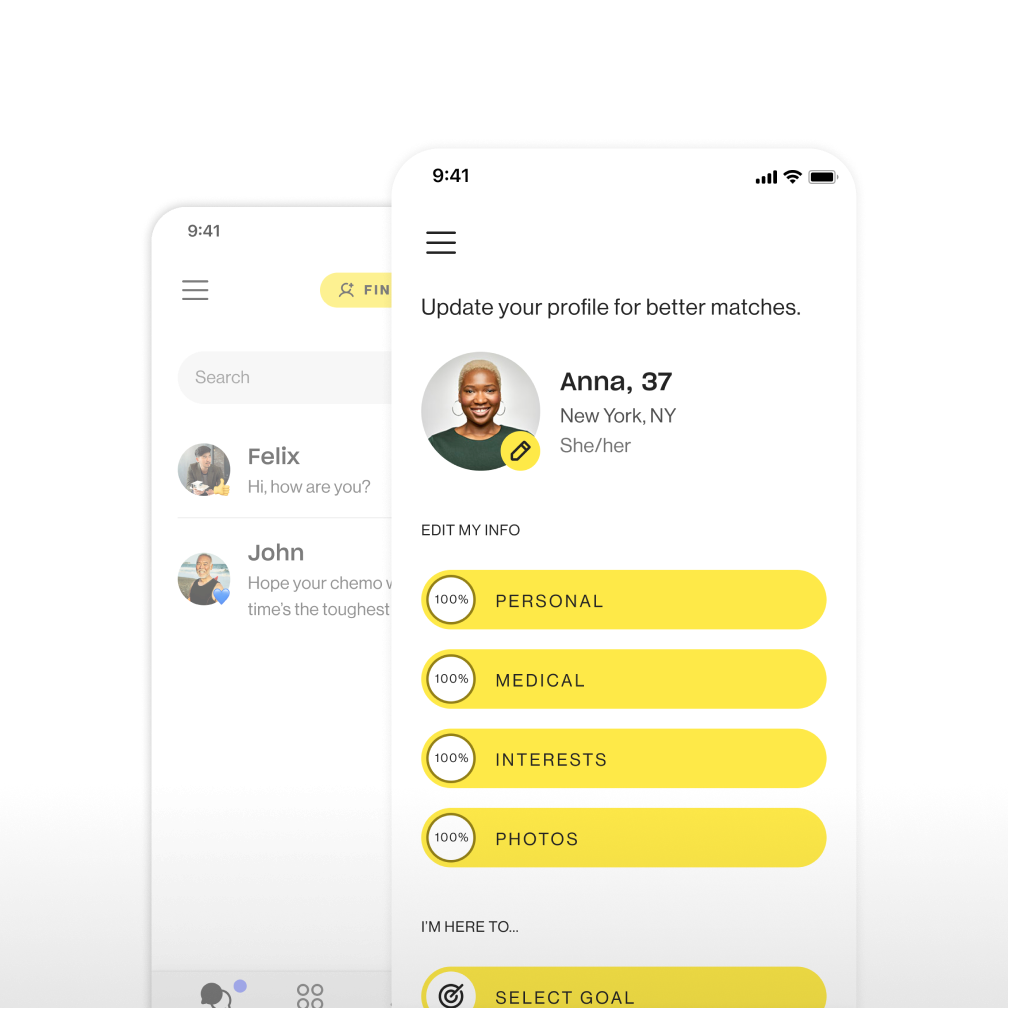 9:41
FIN
Search
Felix
Hi, how are you?
John
Hope your chemo
time's the toughest
9:41
Update your profile for better matches.
Anna, 37
New York, NY
She/her
EDIT MY INFO
100% PERSONAL
100% MEDICAL
100% INTERESTS
100% PHOTOS
I'M HERE TO...
SELECT GOAL